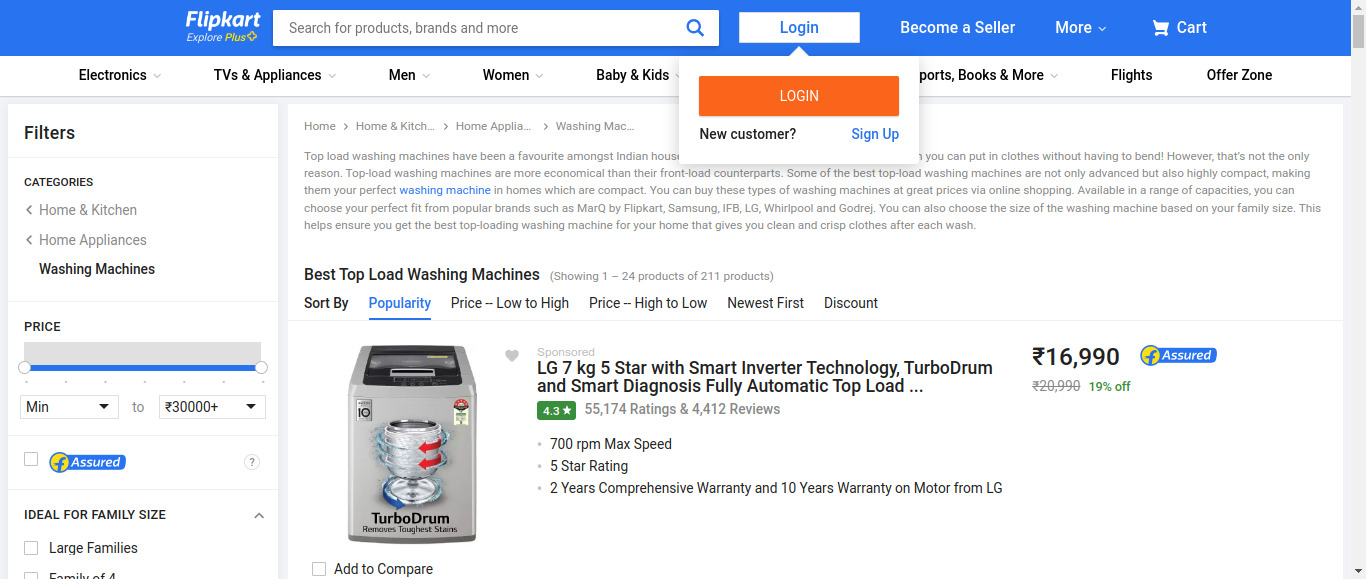 Flipkart
Explore Plus
Search for products, brands and more
Login
Become a Seller
More
Cart
Electronics
TVs & Appliances
Men
Women
Baby & Kids
ports, Books & More
Flights
Offer Zone
LOGIN
New customer?
Sign Up
Filters
CATEGORIES
Home & Kitchen
Home Appliances
Washing Machines
PRICE
Min
to
₹30000+
Assured
?
IDEAL FOR FAMILY SIZE
Large Families
Family of 4
Home
Home & Kitch...
Home Applia...
Washing Mac...
Top load washing machines have been a favourite amongst Indian hous you can put in clothes without having to bend! However, that's not the only
reason. Top-load washing machines are more economical than their front-load counterparts. Some of the best top-load washing machines are not only advanced but also highly compact, making
them your perfect washing machine in homes which are compact. You can buy these types of washing machines at great prices via online shopping. Available in a range of capacities, you can
choose your perfect fit from popular brands such as MarQ by Flipkart, Samsung, IFB, LG, Whirlpool and Godrej. You can also choose the size of the washing machine based on your family size. This
helps ensure you get the best top-loading washing machine for your home that gives you clean and crisp clothes after each wash.
Best Top Load Washing Machines (Showing 1 – 24 products of 211 products)
Sort By
Popularity
Price -- Low to High
Price -- High to Low
Newest First
Discount
10
TurboDrum
Removes Toughest Stains
Add to Compare
Sponsored
LG 7 kg 5 Star with Smart Inverter Technology, TurboDrum
and Smart Diagnosis Fully Automatic Top Load ...
4.3 ★ 55,174 Ratings & 4,412 Reviews
700 rpm Max Speed
5 Star Rating
2 Years Comprehensive Warranty and 10 Years Warranty on Motor from LG
₹16,990
Assured
₹20,990 19% off